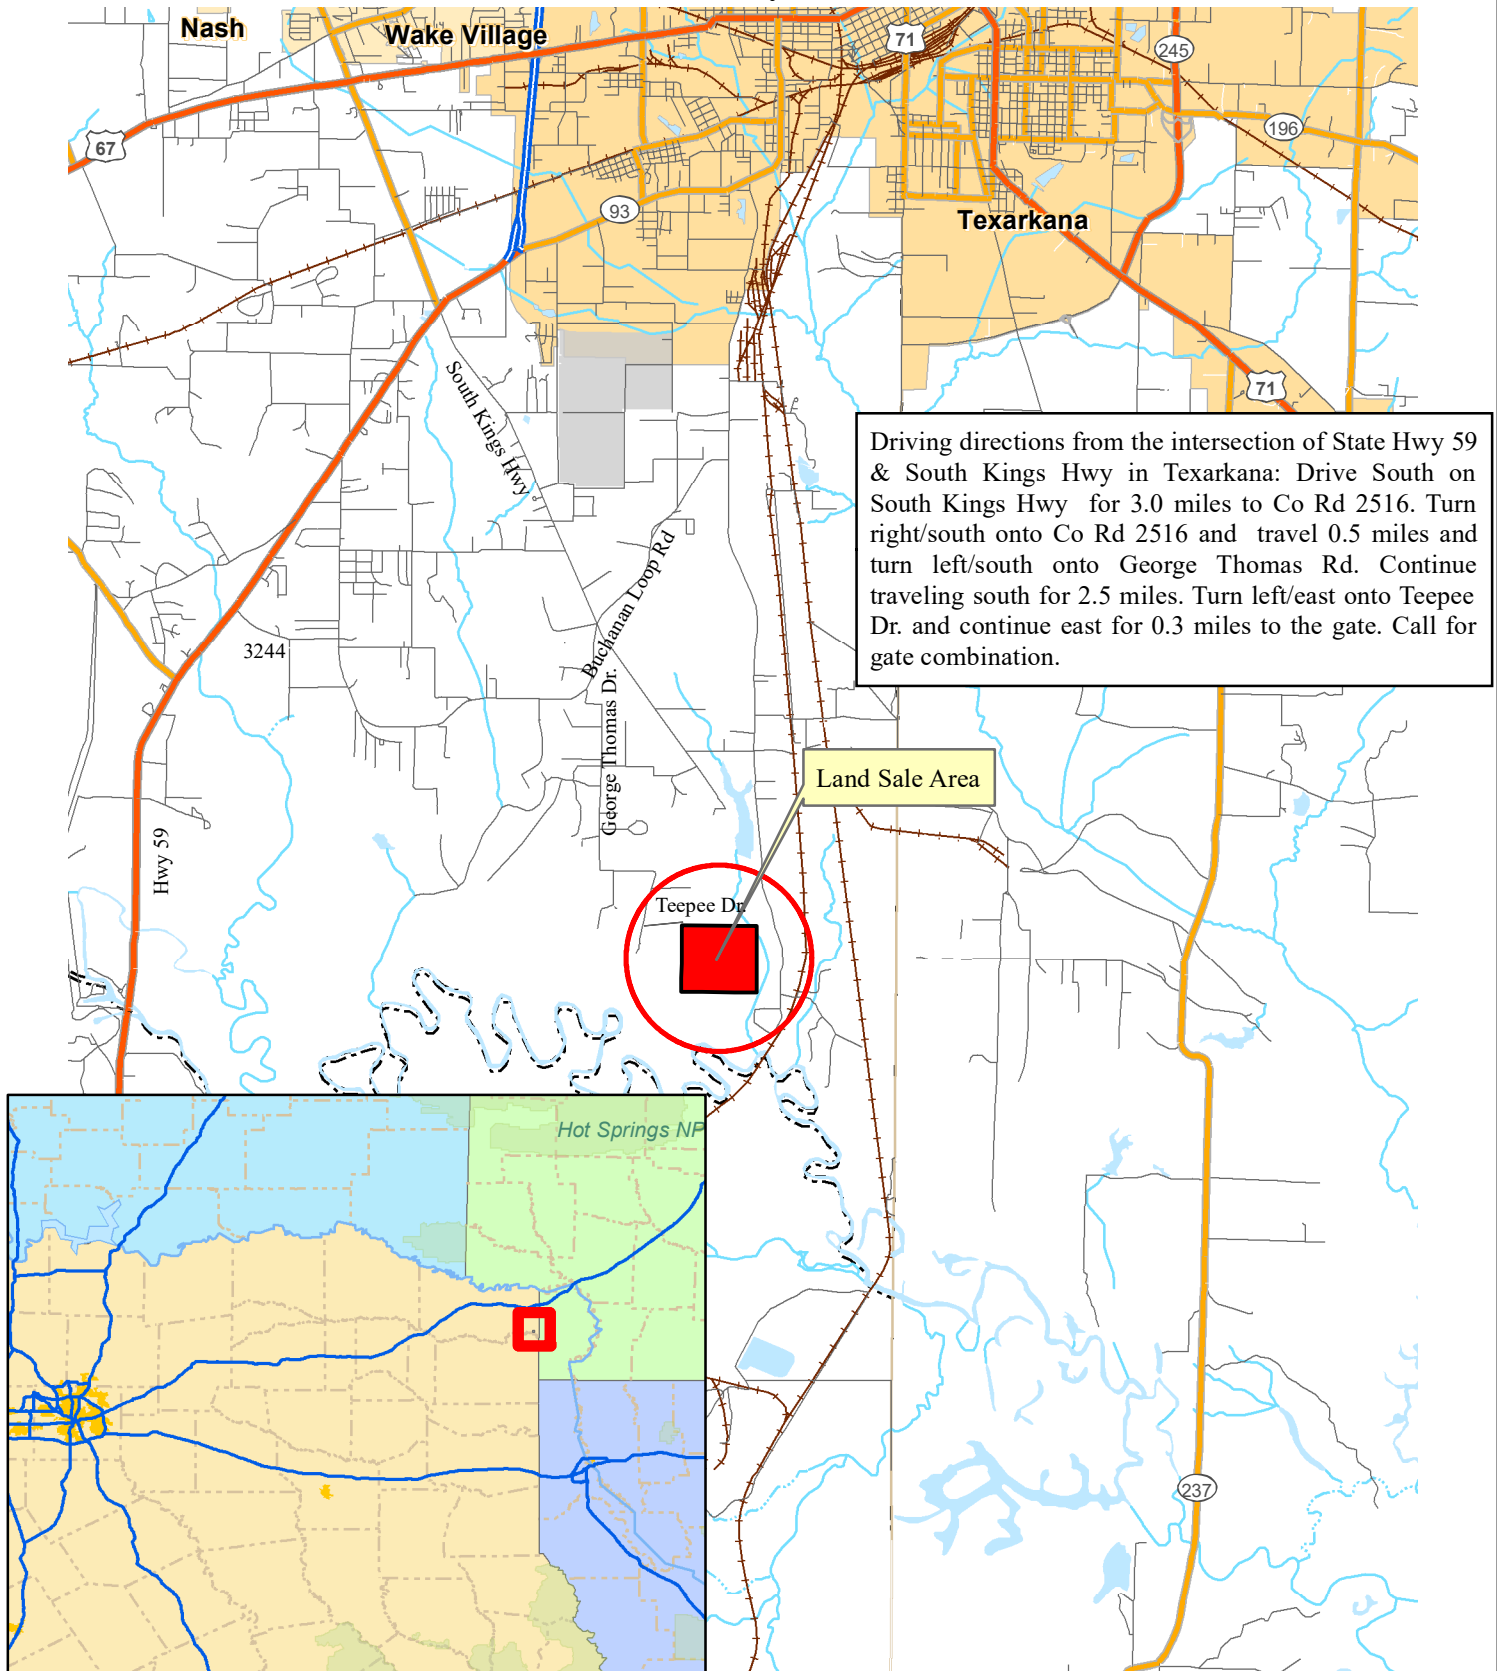 Nash
Wake Village
71
245
67
196
93
Texarkana
71
South Kings Hwy
Driving directions from the intersection of State Hwy 59
& South Kings Hwy in Texarkana: Drive South on
South Kings Hwy for 3.0 miles to Co Rd 2516. Turn
right/south onto Co Rd 2516 and travel 0.5 miles and
turn left/south onto George Thomas Rd. Continue
traveling south for 2.5 miles. Turn left/east onto Teepee
Dr. and continue east for 0.3 miles to the gate. Call for
gate combination.
Buchanan Loop Rd
3244
George Thomas Dr.
Land Sale Area
Hwy 59
Teepee Dr.
Hot Springs NP
237